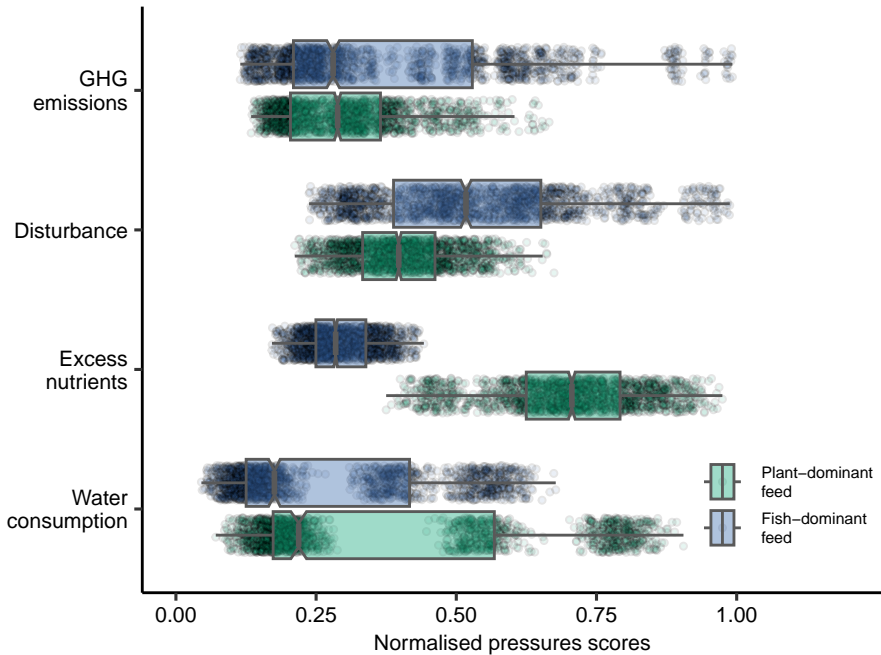 GHG
emissions
Disturbance
Excess
nutrients
Water
consumption
Plant−dominant
feed
Fish−dominant
feed
0.00 0.25 0.50 0.75 1.00
Normalised pressures scores